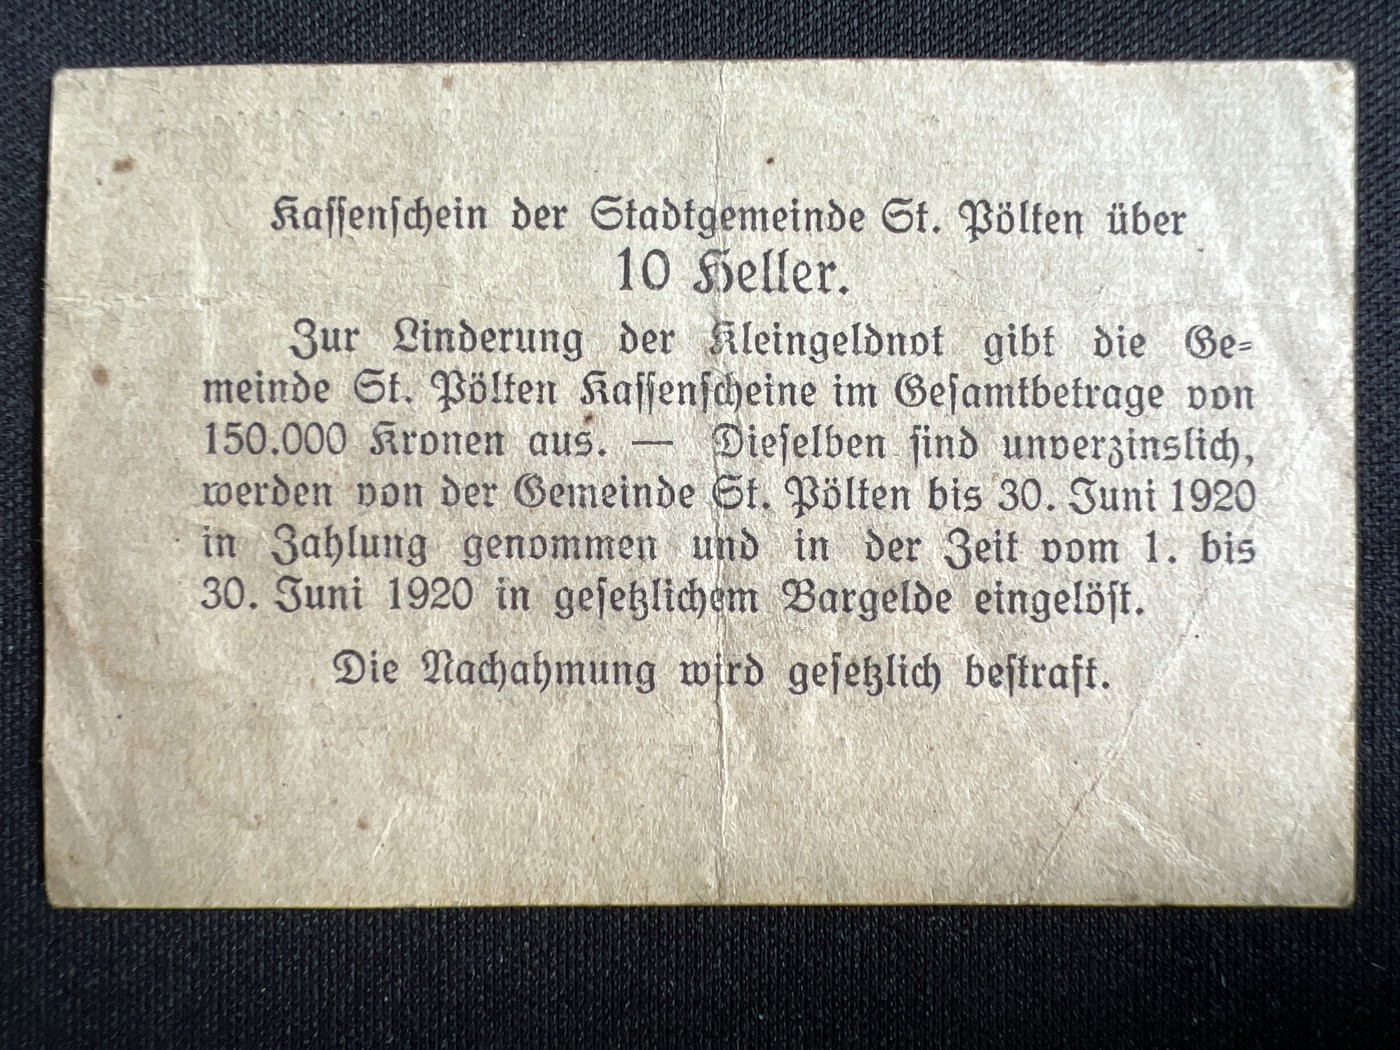 Kassenschein der Stadtgemeinde St. Pölten über
10 Heller.
Zur Linderung der Kleingeldnot gibt die Ge-
meinde St. Pölten Kassenscheine im Gesamtbetrage von
150.000 Kronen aus. — Dieselben sind unverzinslich,
werden von der Gemeinde St. Pölten bis 30. Juni 1920
in Zahlung genommen und in der Zeit vom 1. bis
30. Juni 1920 in gesetzlichem Bargelde eingelöst.
Die Nachahmung wird gesetzlich bestraft.